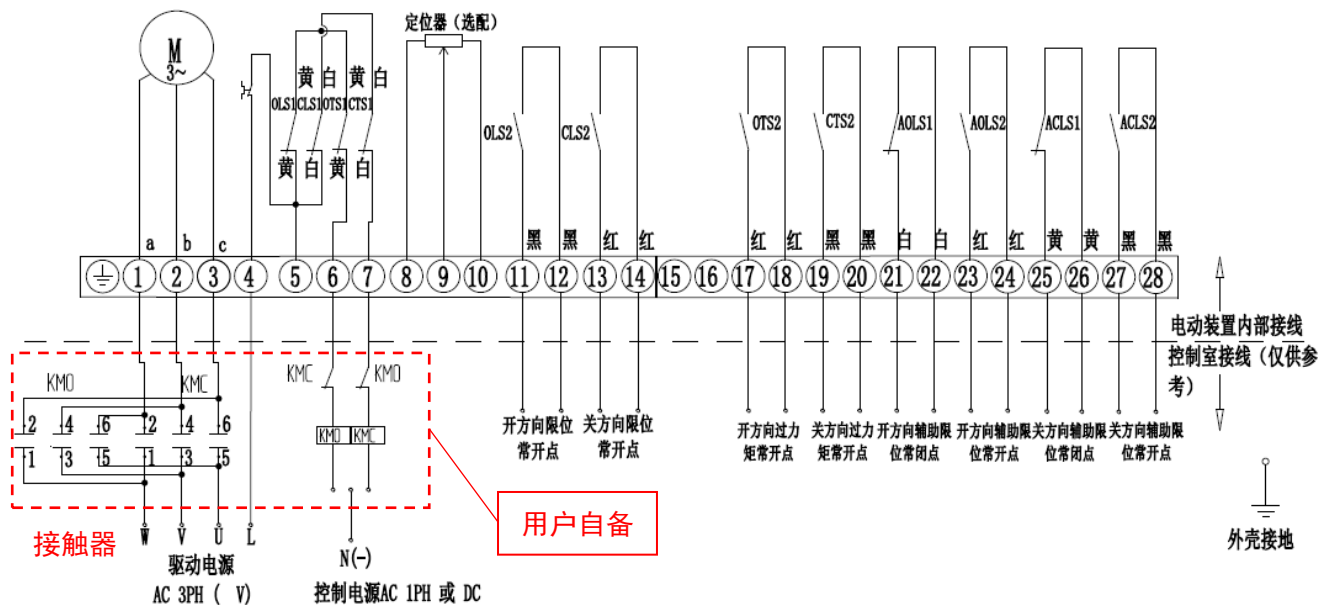 定位器（选配）
M
3~
黄 白 黄 白
OLS1 CLS1 OTS1 CTS1
黄 白 黄 白
OLS2
CLS2
OTS2
CTS2
AOLS1
AOLS2
ACLS1
ACLS2
a b c
黑 黑 红 红 红 红 黑 黑 白 白 红 红 黄 黄 黑 黑
1 2 3 4 5 6 7 8 9 10 11 12 13 14 15 16 17 18 19 20 21 22 23 24 25 26 27 28
电动装置内部接线
控制室接线（仅供参
考）
KMO KMC
KMC KMO
2 4 6 2 4 6
1 3 5 1 3 5
KMO KMC
开方向限位
常开点
关方向限位
常开点
开方向过力
矩常开点
关方向过力
矩常开点
开方向辅助限
位常闭点
开方向辅助限
位常开点
关方向辅助限
位常闭点
关方向辅助限
位常开点
接触器
用户自备
W V U L
驱动电源
AC 3PH ( V)
N(-)
控制电源AC 1PH 或 DC
外壳接地